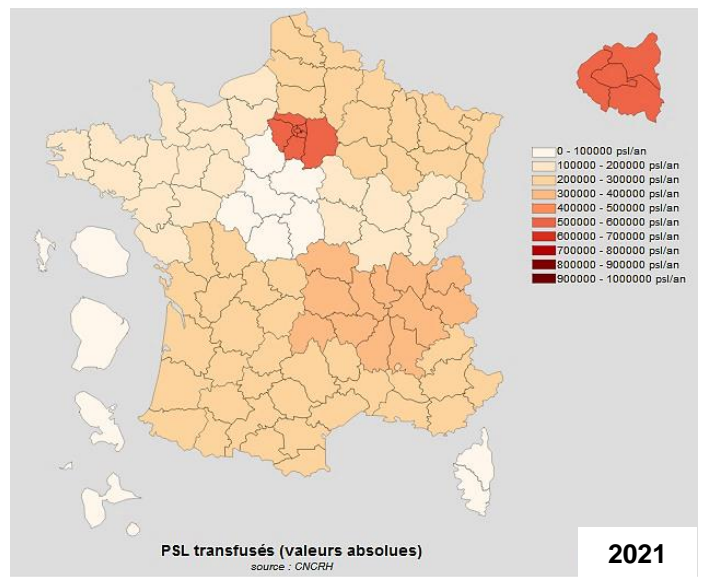 0 - 100000 psl/an
100000 - 200000 psl/an
200000 - 300000 psl/an
300000 - 400000 psl/an
400000 - 500000 psl/an
500000 - 600000 psl/an
600000 - 700000 psl/an
700000 - 800000 psl/an
800000 - 900000 psl/an
900000 - 1000000 psl/an
PSL transfusés (valeurs absolues)
source : CNCRH
2021